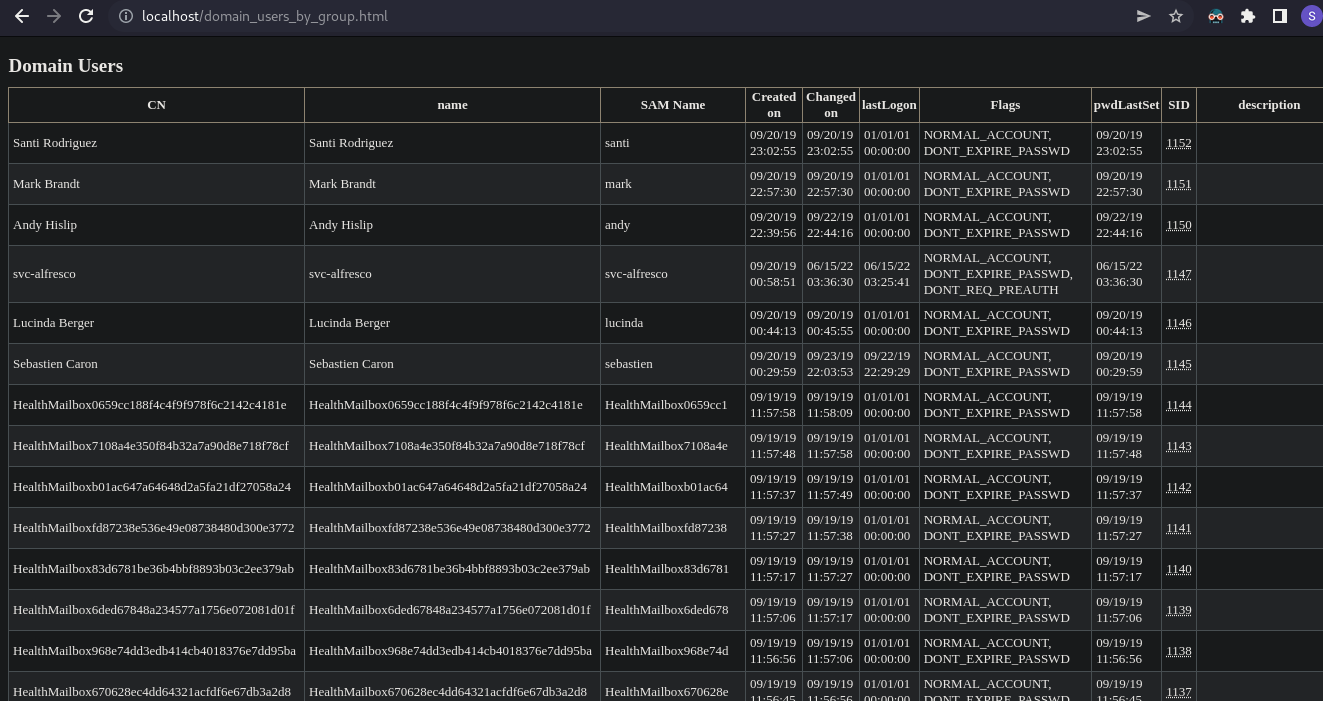 localhost/domain_users_by_group.html
S
Domain Users
CN name SAM Name Created on Changed on lastLogon Flags pwdLastSet SID description
Santi Rodriguez Santi Rodriguez santi 09/20/19 23:02:55 09/20/19 23:02:55 01/01/01 00:00:00 NORMAL_ACCOUNT, DONT_EXPIRE_PASSWD 09/20/19 23:02:55 1152
Mark Brandt Mark Brandt mark 09/20/19 22:57:30 09/20/19 22:57:30 01/01/01 00:00:00 NORMAL_ACCOUNT, DONT_EXPIRE_PASSWD 09/20/19 22:57:30 1151
Andy Hislip Andy Hislip andy 09/20/19 22:39:56 09/22/19 22:44:16 01/01/01 00:00:00 NORMAL_ACCOUNT, DONT_EXPIRE_PASSWD 09/22/19 22:44:16 1150
svc-alfresco svc-alfresco svc-alfresco 09/20/19 00:58:51 06/15/22 03:36:30 06/15/22 03:25:41 NORMAL_ACCOUNT, DONT_EXPIRE_PASSWD, DONT_REQ_PREAUTH 06/15/22 03:36:30 1147
Lucinda Berger Lucinda Berger lucinda 09/20/19 00:44:13 09/20/19 00:45:55 01/01/01 00:00:00 NORMAL_ACCOUNT, DONT_EXPIRE_PASSWD 09/20/19 00:44:13 1146
Sebastien Caron Sebastien Caron sebastien 09/20/19 00:29:59 09/23/19 22:03:53 09/22/19 22:29:29 NORMAL_ACCOUNT, DONT_EXPIRE_PASSWD 09/20/19 00:29:59 1145
HealthMailbox0659cc188f4c4f9f978f6c2142c4181e HealthMailbox0659cc188f4c4f9f978f6c2142c4181e HealthMailbox0659cc1 09/19/19 11:57:58 09/19/19 11:58:09 01/01/01 00:00:00 NORMAL_ACCOUNT, DONT_EXPIRE_PASSWD 09/19/19 11:57:58 1144
HealthMailbox7108a4e350f84b32a7a90d8e718f78cf HealthMailbox7108a4e350f84b32a7a90d8e718f78cf HealthMailbox7108a4e 09/19/19 11:57:48 09/19/19 11:57:58 01/01/01 00:00:00 NORMAL_ACCOUNT, DONT_EXPIRE_PASSWD 09/19/19 11:57:48 1143
HealthMailboxb01ac647a64648d2a5fa21df27058a24 HealthMailboxb01ac647a64648d2a5fa21df27058a24 HealthMailboxb01ac64 09/19/19 11:57:37 09/19/19 11:57:49 01/01/01 00:00:00 NORMAL_ACCOUNT, DONT_EXPIRE_PASSWD 09/19/19 11:57:37 1142
HealthMailboxfd87238e536e49e08738480d300e3772 HealthMailboxfd87238e536e49e08738480d300e3772 HealthMailboxfd87238 09/19/19 11:57:27 09/19/19 11:57:38 01/01/01 00:00:00 NORMAL_ACCOUNT, DONT_EXPIRE_PASSWD 09/19/19 11:57:27 1141
HealthMailbox83d6781be36b4bbf8893b03c2ee379ab HealthMailbox83d6781be36b4bbf8893b03c2ee379ab HealthMailbox83d6781 09/19/19 11:57:17 09/19/19 11:57:27 01/01/01 00:00:00 NORMAL_ACCOUNT, DONT_EXPIRE_PASSWD 09/19/19 11:57:17 1140
HealthMailbox6ded67848a234577a1756e072081d01f HealthMailbox6ded67848a234577a1756e072081d01f HealthMailbox6ded678 09/19/19 11:57:06 09/19/19 11:57:17 01/01/01 00:00:00 NORMAL_ACCOUNT, DONT_EXPIRE_PASSWD 09/19/19 11:57:06 1139
HealthMailbox968e74dd3edb414cb4018376e7dd95ba HealthMailbox968e74dd3edb414cb4018376e7dd95ba HealthMailbox968e74d 09/19/19 11:56:56 09/19/19 11:57:06 01/01/01 00:00:00 NORMAL_ACCOUNT, DONT_EXPIRE_PASSWD 09/19/19 11:56:56 1138
HealthMailbox670628ec4dd64321acfdf6e67db3a2d8 HealthMailbox670628ec4dd64321acfdf6e67db3a2d8 HealthMailbox670628e 09/19/19 11:56:45 09/19/19 11:56:56 01/01/01 00:00:00 NORMAL_ACCOUNT, DONT_EXPIRE_PASSWD 09/19/19 11:56:45 1137